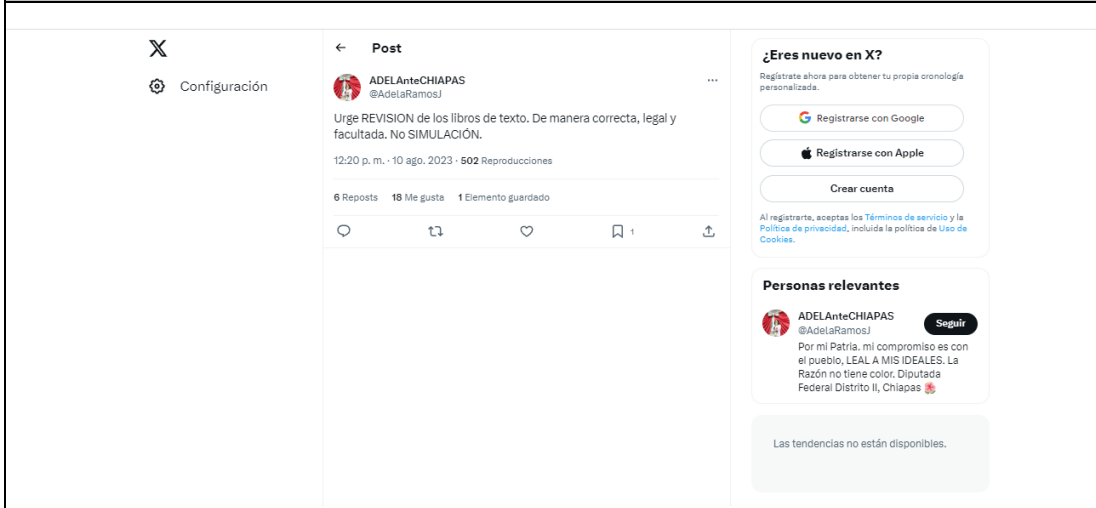 X
Configuración
← Post
ADELAnteCHIAPAS
@AdelaRamosJ
...
Urge REVISION de los libros de texto. De manera correcta, legal y
facultada. No SIMULACIÓN.
12:20 p. m. · 10 ago. 2023 · 502 Reproducciones
6 Reposts 18 Me gusta 1 Elemento guardado
1
¿Eres nuevo en X?
Regístrate ahora para obtener tu propia cronología
personalizada.
Registrarse con Google
Registrarse con Apple
Crear cuenta
Al registrarte, aceptas los Términos de servicio y la
Política de privacidad, incluida la política de Uso de
Cookies.
Personas relevantes
ADELAnteCHIAPAS
@AdelaRamosJ
Seguir
Por mi Patria. mi compromiso es con
el pueblo, LEAL A MIS IDEALES. La
Razón no tiene color. Diputada
Federal Distrito II, Chiapas 🌺
Las tendencias no están disponibles.